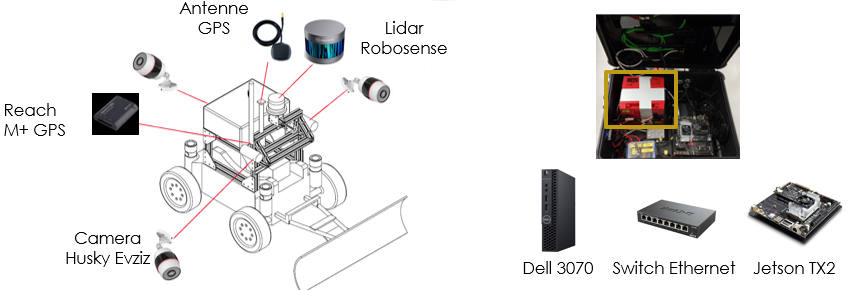 Antenne
GPS
Lidar
Robosense
Reach
M+ GPS
Camera
Husky Evziz
Dell 3070
Switch Ethernet
Jetson TX2